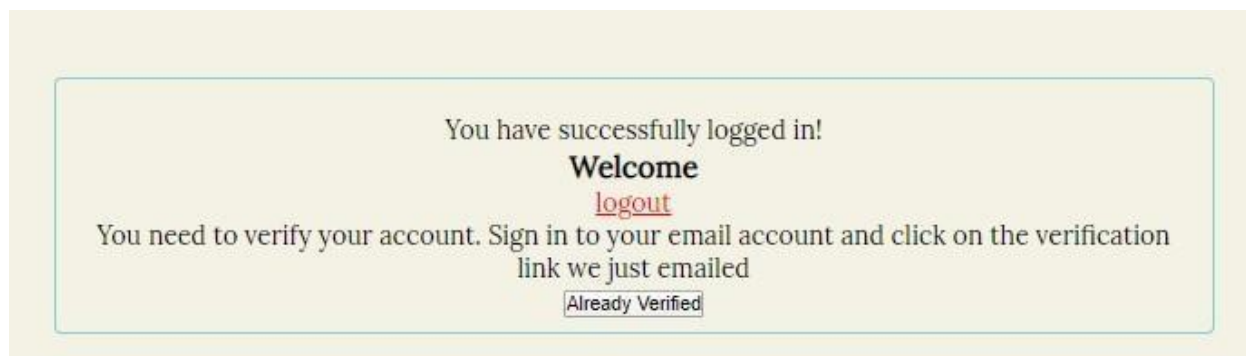 You have successfully logged in!
Welcome
logout
You need to verify your account. Sign in to your email account and click on the verification
link we just emailed
Already Verified